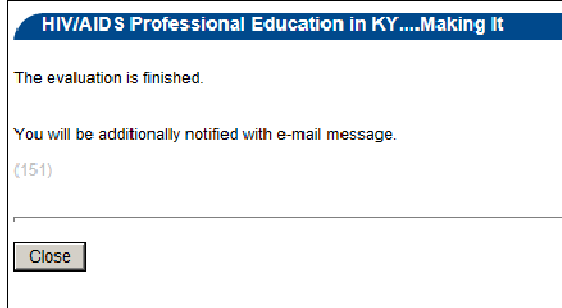 HIV/AIDS Professional Education in KY....Making It
The evaluation is finished.
You will be additionally notified with e-mail message.
(151)
Close